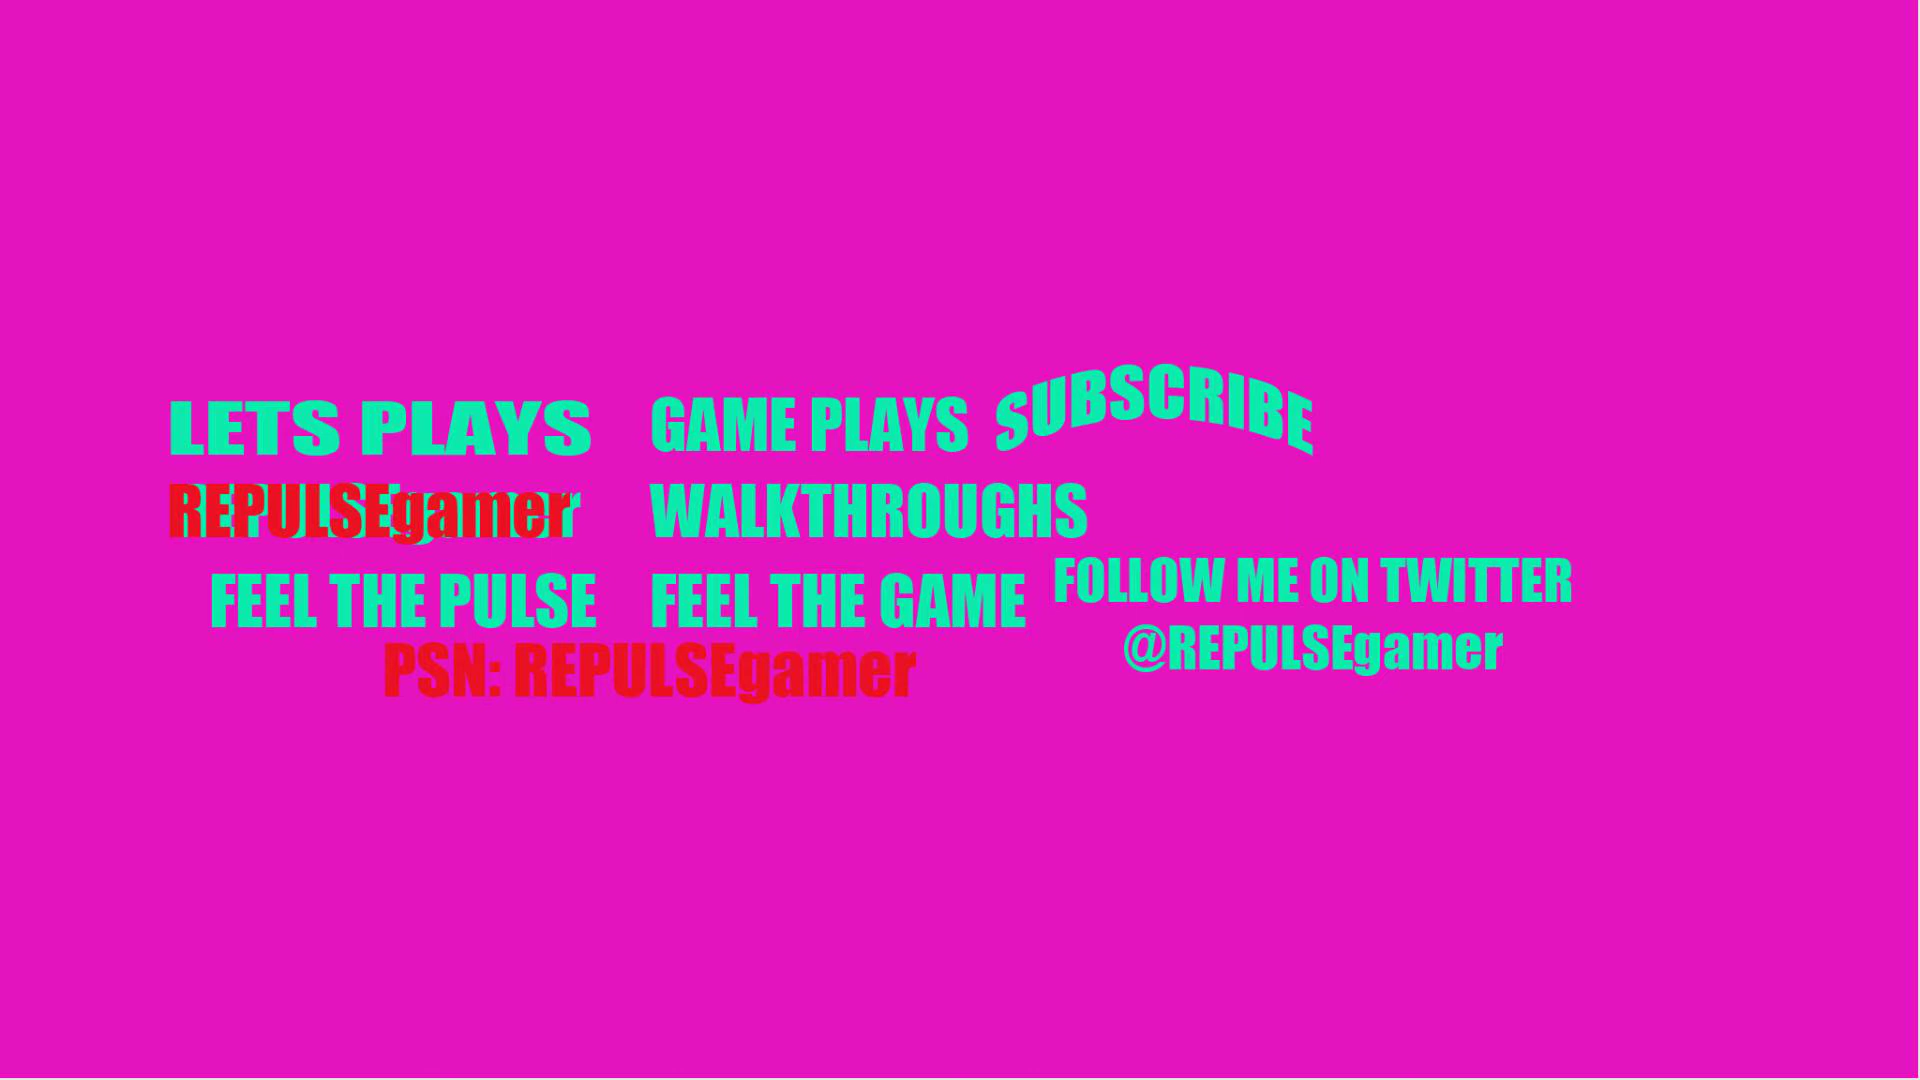 LETS PLAYS GAME PLAYS SUBSCRIBE
REPULSEgamer WALKTHROUGHS
FEEL THE PULSE FEEL THE GAME FOLLOW ME ON TWITTER
PSN: REPULSEgamer @REPULSEgamer